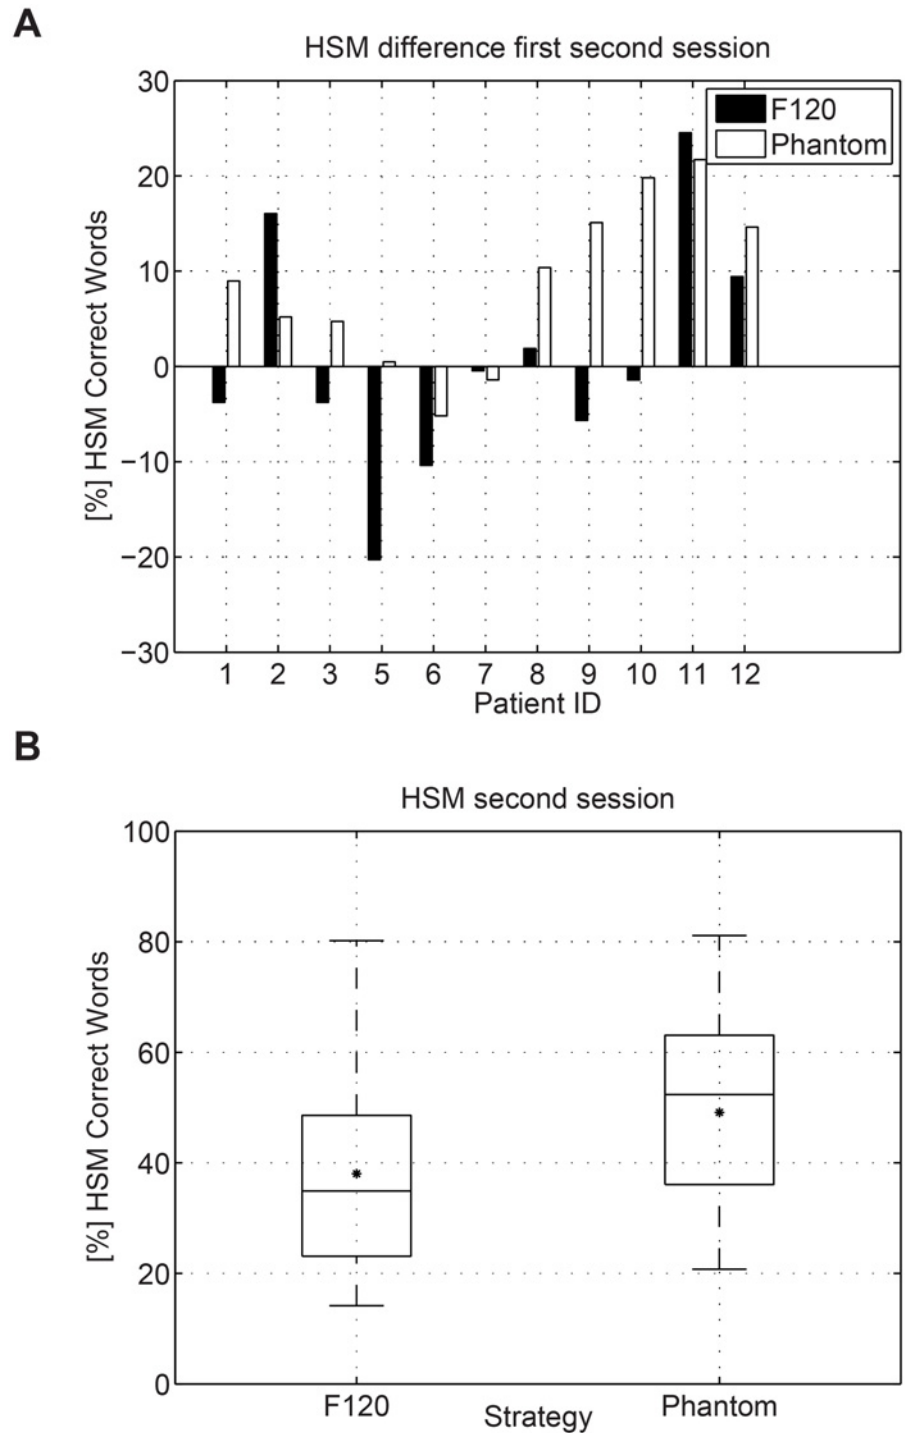 A
HSM difference first second session
F120
Phantom
[%] HSM Correct Words
30
20
10
0
−10
−20
−30
1 2 3 5 6 7 8 9 10 11 12
Patient ID
B
HSM second session
[%] HSM Correct Words
100
80
60
40
20
0
F120 Phantom
Strategy